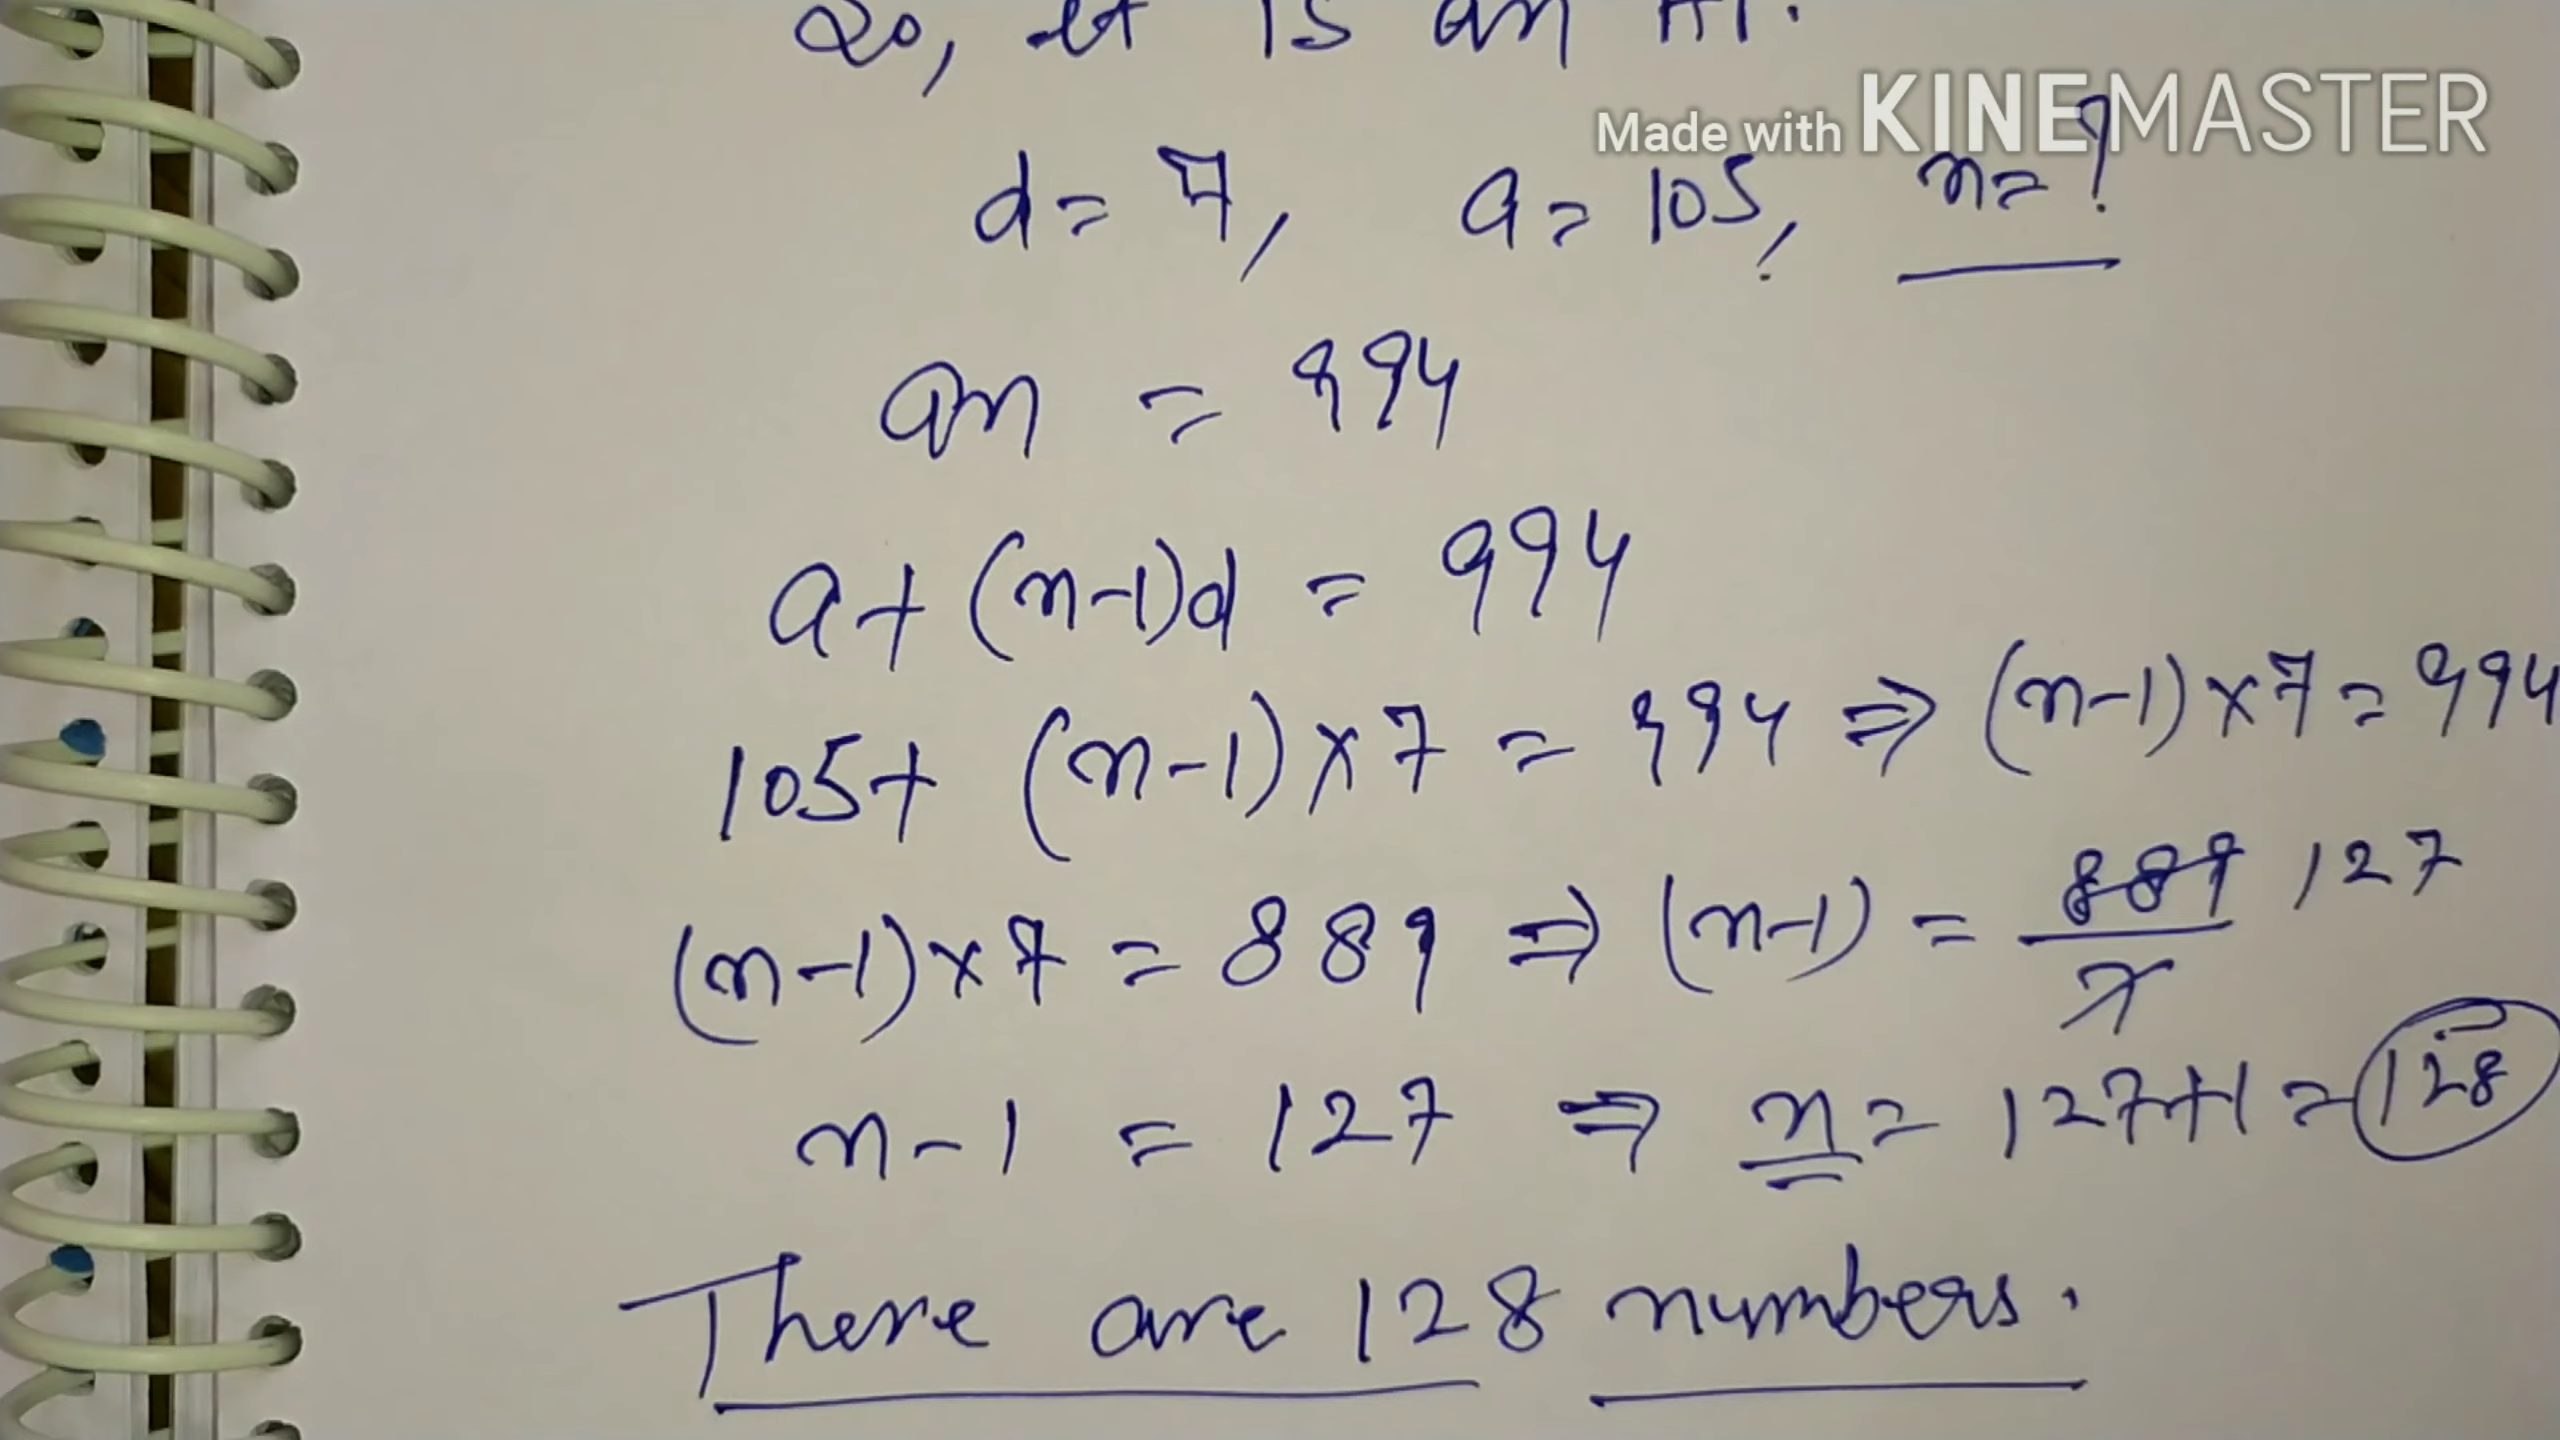 So, it is an AP.
Made with KINEMASTER
d = 7, a = 105, n = ?
an = 994
a + (n-1)d = 994
105 + (n-1) × 7 = 994 ⇒ (n-1) × 7 = 994
(n-1) × 7 = 889 ⇒ (n-1) = 889/7 127
n - 1 = 127 ⇒ n = 127+1 = 128
There are 128 numbers.